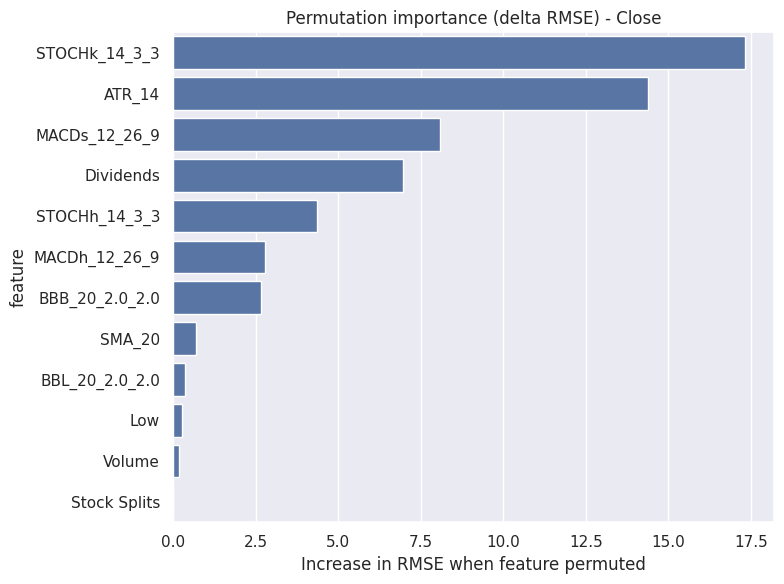 Permutation importance (delta RMSE) - Close
STOCHk_14_3_3
ATR_14
MACDs_12_26_9
Dividends
STOCHh_14_3_3
MACDh_12_26_9
BBB_20_2.0_2.0
SMA_20
BBL_20_2.0_2.0
Low
Volume
Stock Splits
feature
0.0 2.5 5.0 7.5 10.0 12.5 15.0 17.5
Increase in RMSE when feature permuted